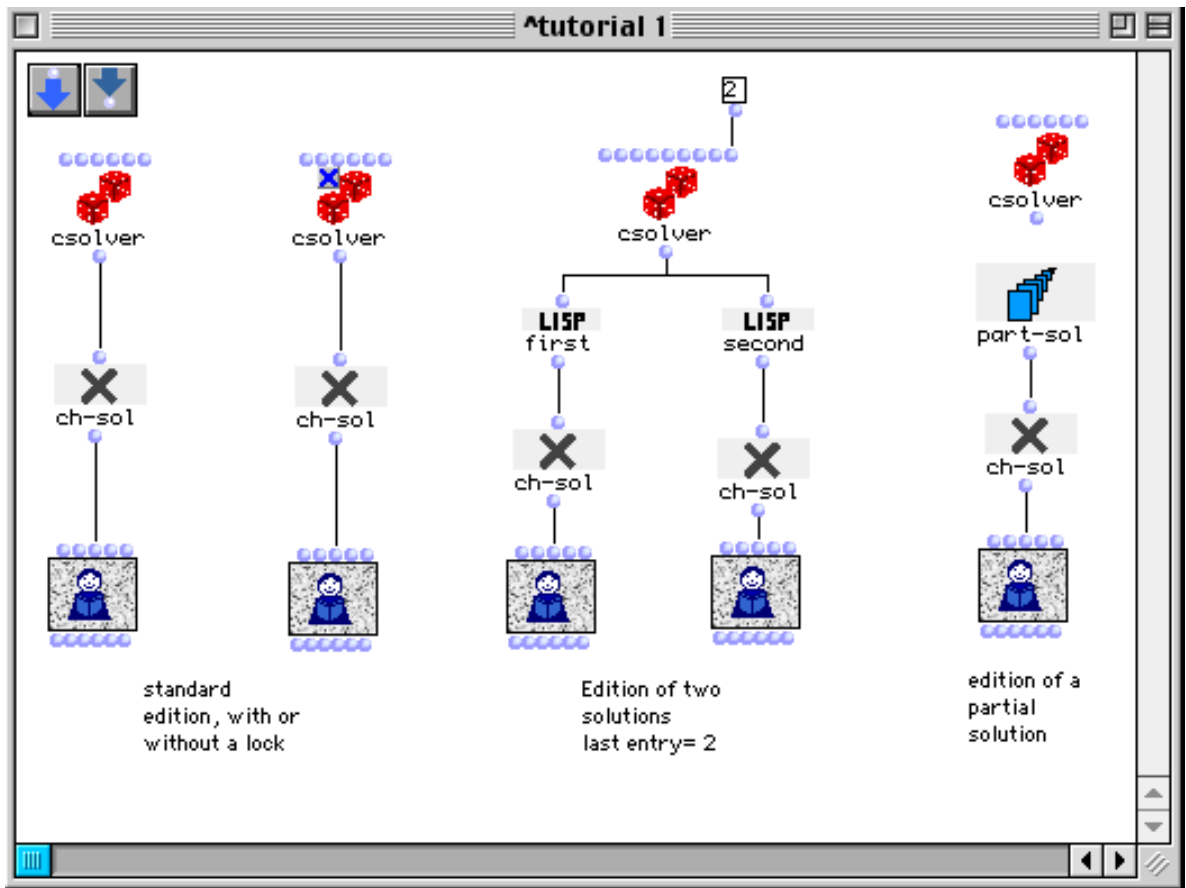 ^tutorial 1
2
csolver
csolver
csolver
csolver
LISP
first
LISP
second
part-sol
ch-sol
ch-sol
ch-sol
ch-sol
ch-sol
standard
edition, with or
without a lock
Edition of two
solutions
last entry= 2
edition of a
partial
solution